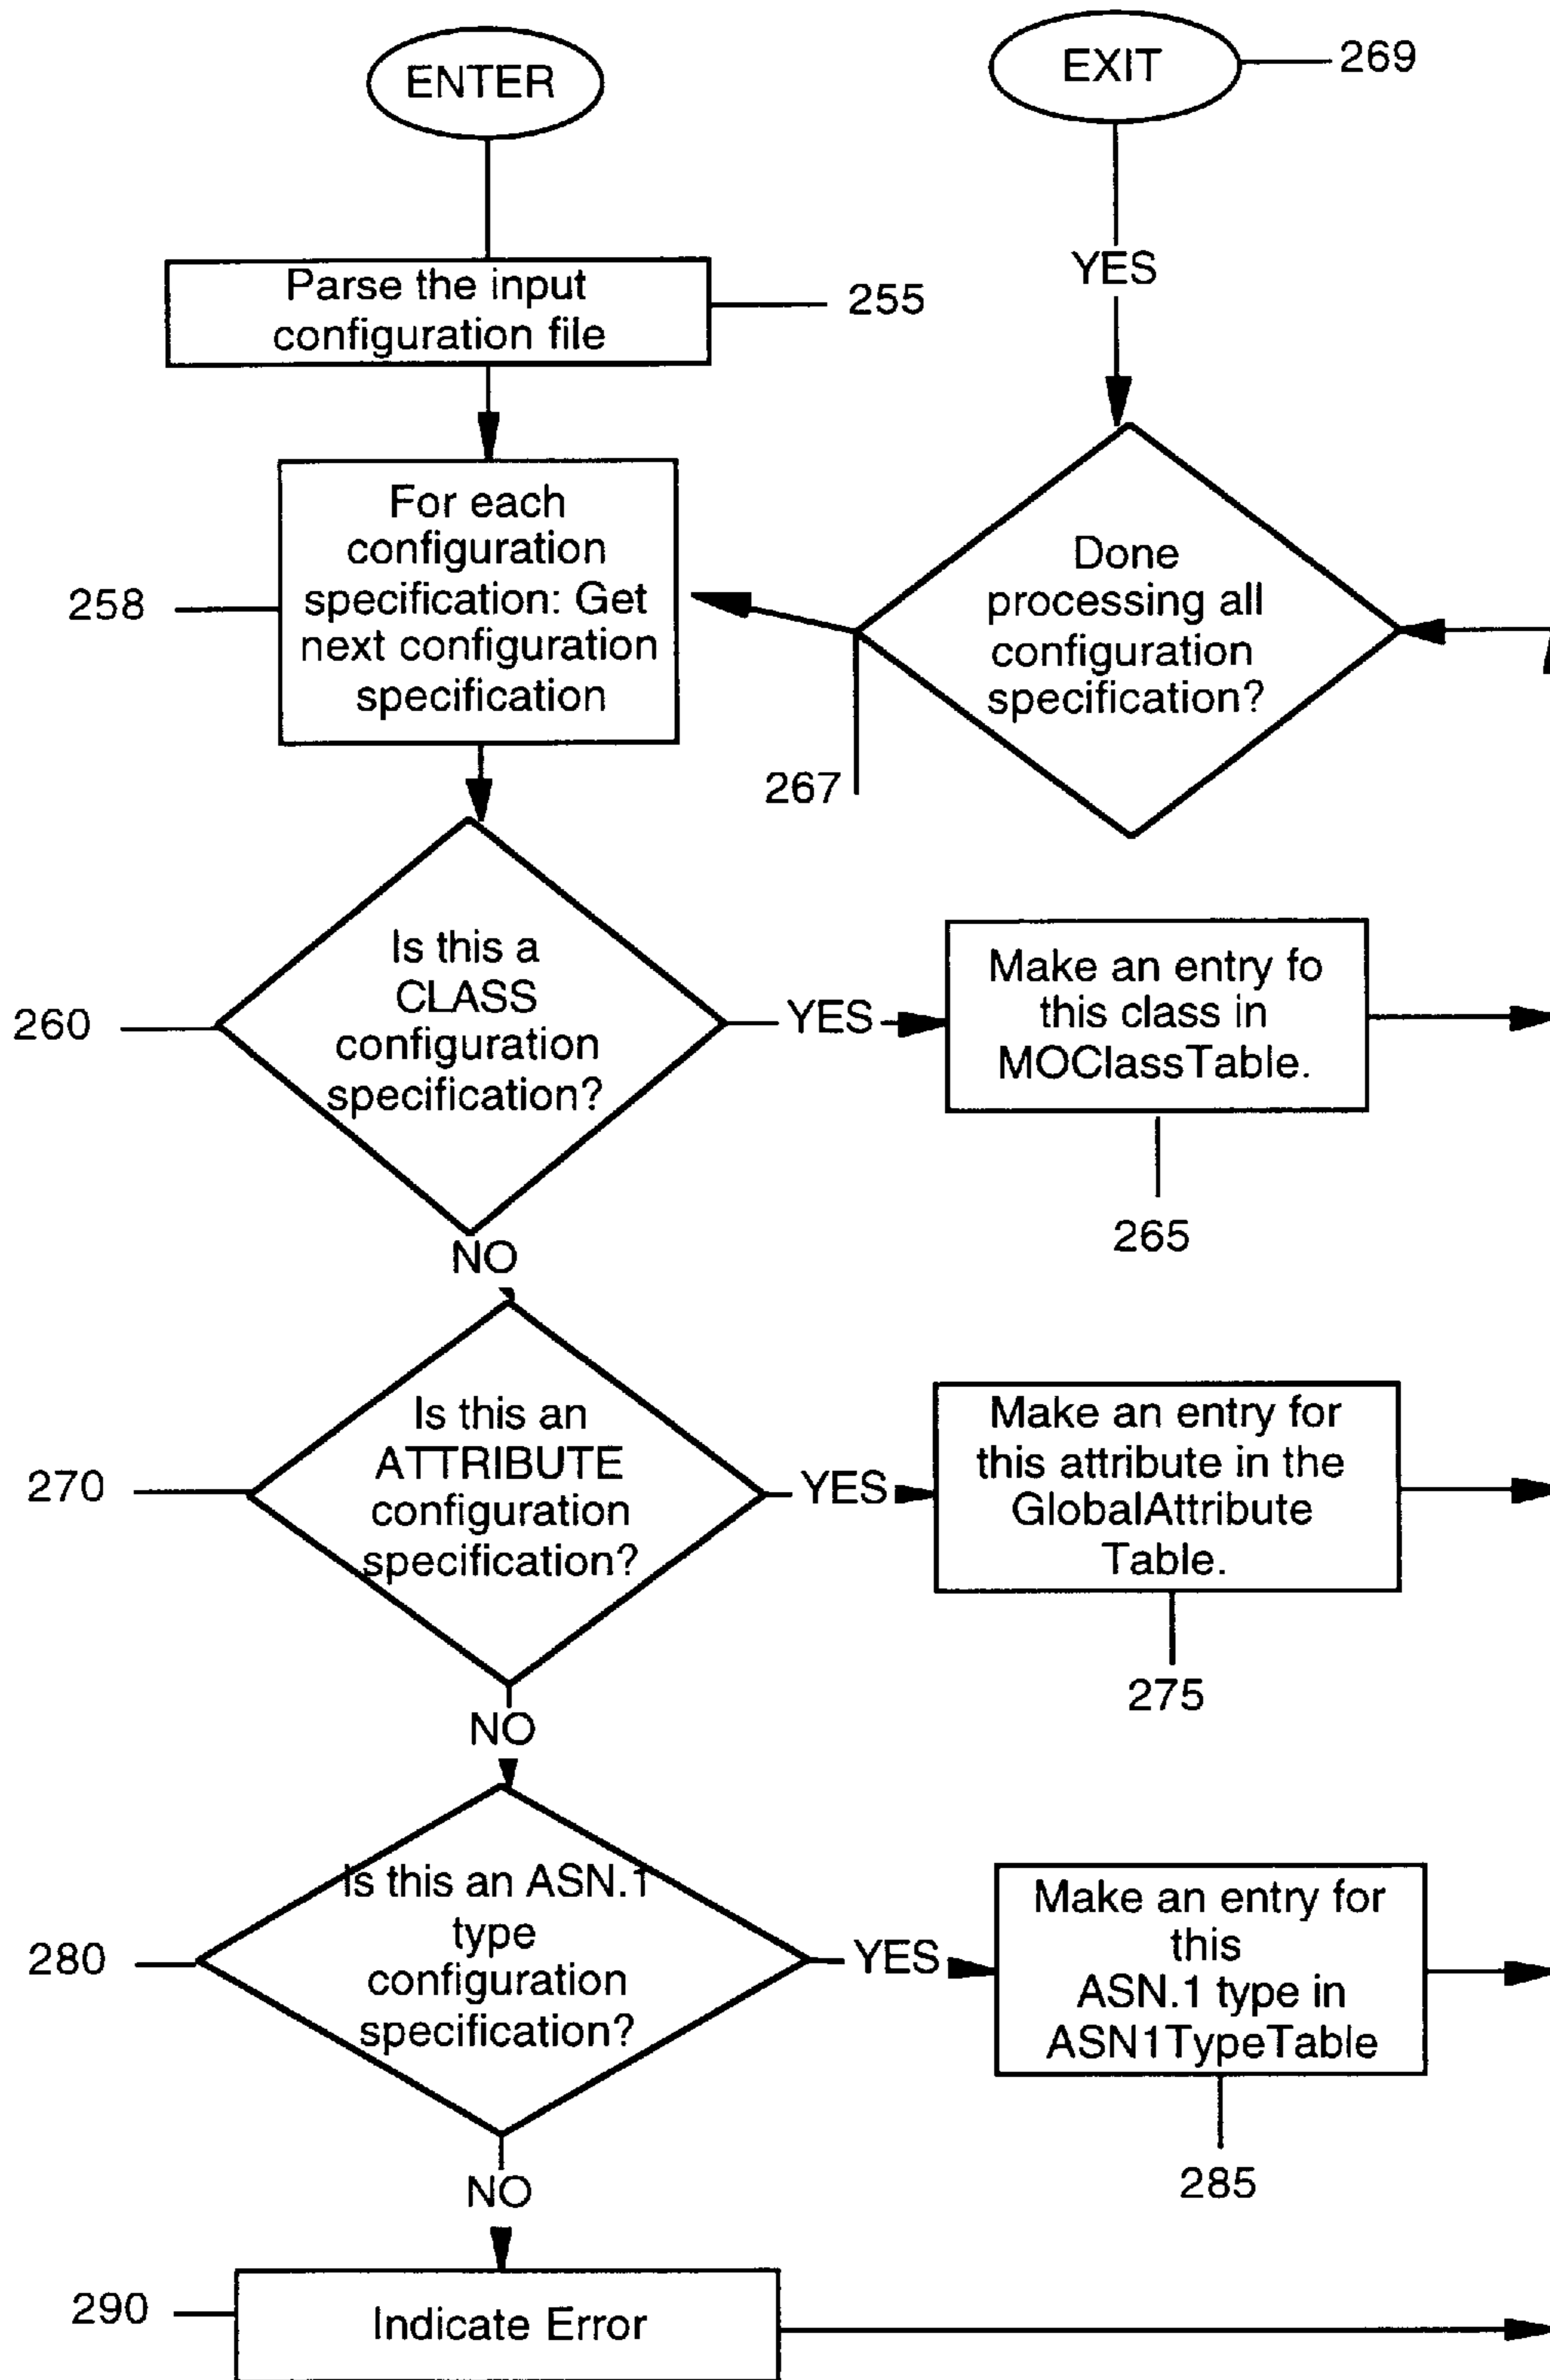 ENTER
EXIT
269
YES
Parse the input
configuration file
255
For each
configuration
specification: Get
next configuration
specification
258
Done
processing all
configuration
specification?
267
Is this a
CLASS
configuration
specification?
260
YES
Make an entry fo
this class in
MOClassTable.
265
NO
Is this an
ATTRIBUTE
configuration
specification?
270
YES
Make an entry for
this attribute in the
GlobalAttribute
Table.
275
NO
Is this an ASN.1
type
configuration
specification?
280
YES
Make an entry for
this
ASN.1 type in
ASN1TypeTable
285
NO
290
Indicate Error